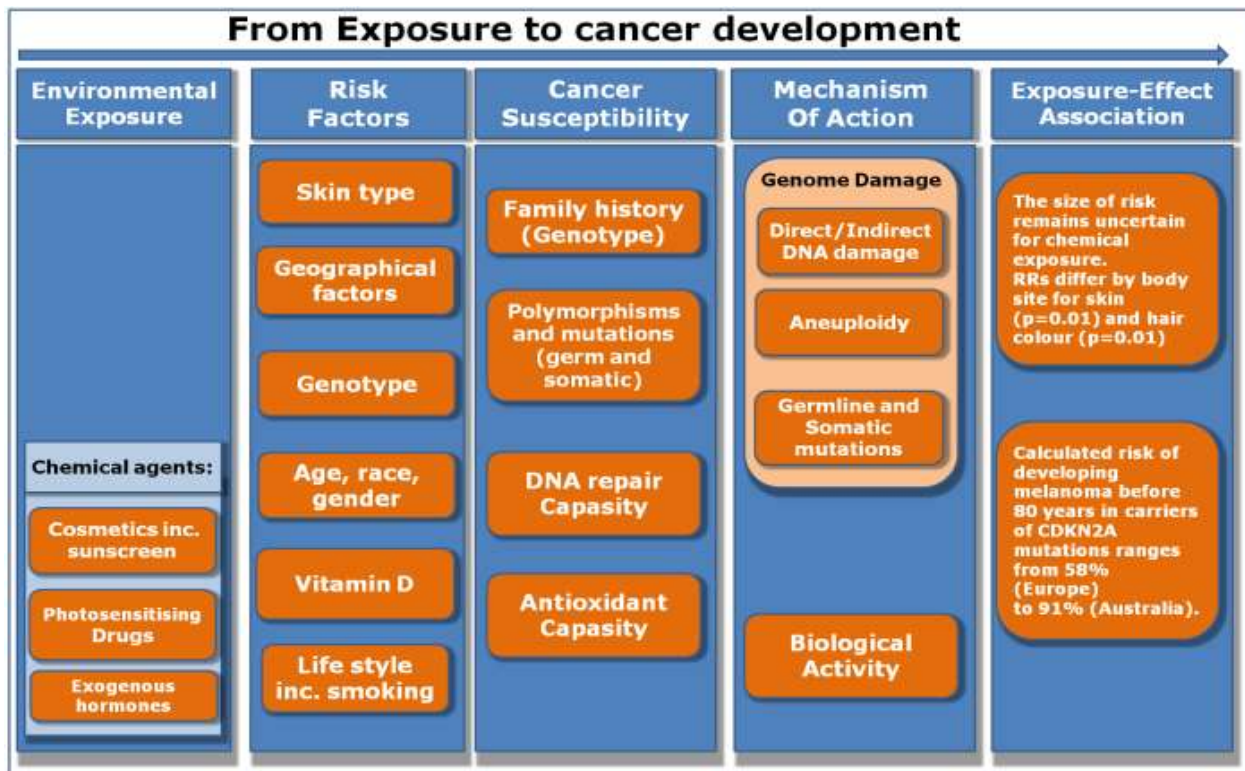 From Exposure to cancer development
Environmental
Exposure
Risk
Factors
Cancer
Susceptibility
Mechanism
Of Action
Exposure-Effect
Association
Chemical agents:
Cosmetics inc.
sunscreen
Photosensitising
Drugs
Exogenous
hormones
Skin type
Geographical
factors
Genotype
Age, race,
gender
Vitamin D
Life style
inc. smoking
Family history
(Genotype)
Polymorphisms
and mutations
(germ and
somatic)
DNA repair
Capacity
Antioxidant
Capacity
Genome Damage
Direct/Indirect
DNA damage
Aneuploidy
Germline and
Somatic
mutations
Biological
Activity
The size of risk
remains uncertain
for chemical
exposure.
RRs differ by body
site for skin
(p=0.01) and hair
colour (p=0.01)
Calculated risk of
developing
melanoma before
80 years in carriers
of CDKN2A
mutations ranges
from 58%
(Europe)
to 91% (Australia).